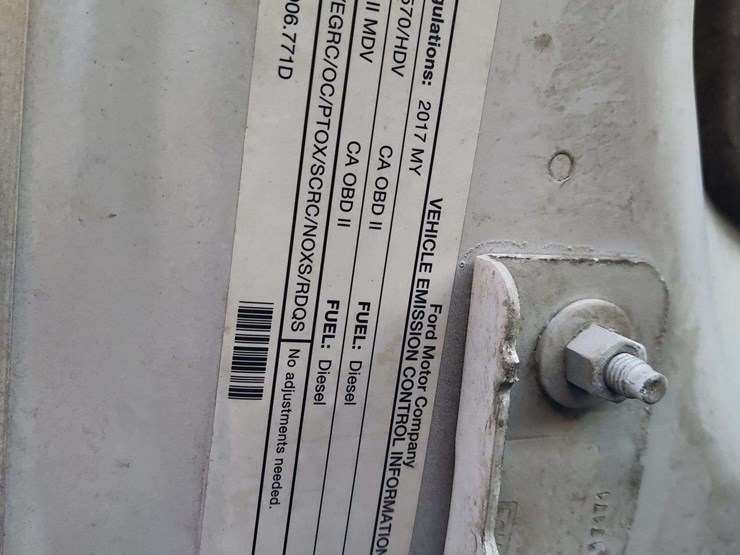 Ford Motor Company
VEHICLE EMISSION CONTROL INFORMATION
gulations: 2017 MY
570/HDV CA OBD II FUEL: Diesel
II MDV CA OBD II FUEL: Diesel
EGRC/OC/PTOX/SCRC/NOXS/RDQS No adjustments needed.
06.771D